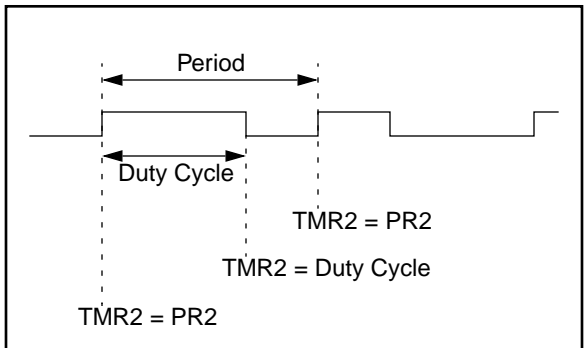 Period
Duty Cycle
TMR2 = PR2
TMR2 = Duty Cycle
TMR2 = PR2